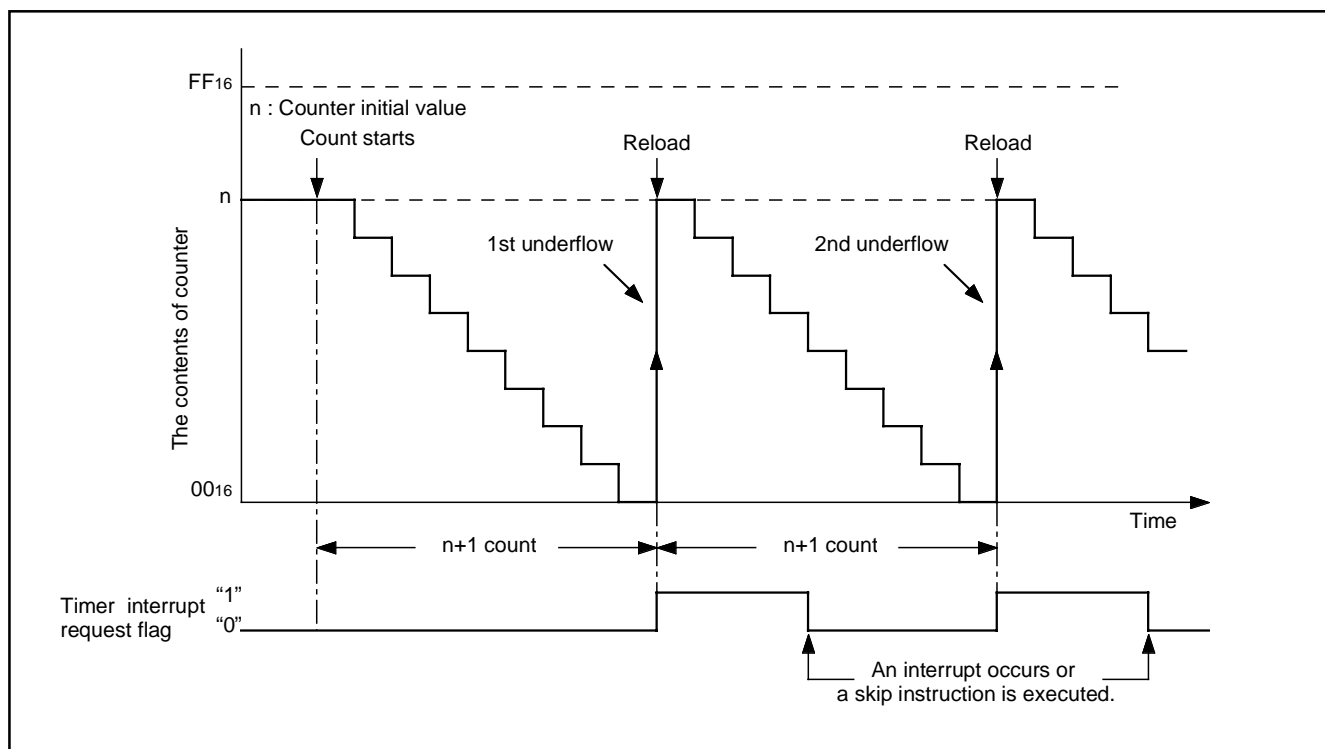 FF16
n : Counter initial value
Count starts
Reload
Reload
n
1st underflow
2nd underflow
The contents of counter
0016
Time
n+1 count
n+1 count
Timer interrupt
request flag
“1”
“0”
An interrupt occurs or
a skip instruction is executed.